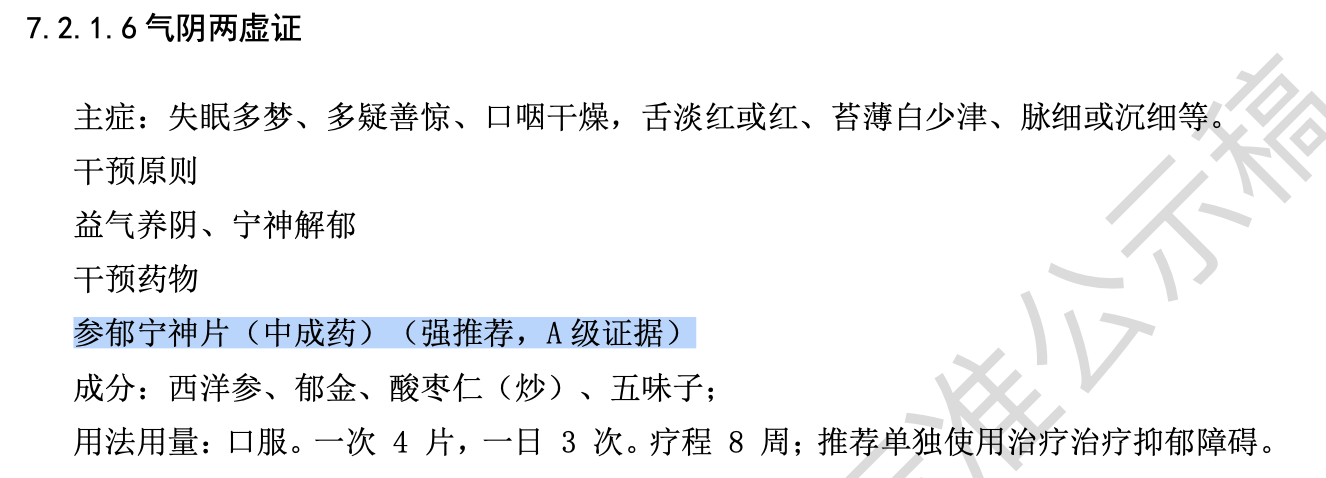 7.2.1.6 气阴两虚证
主症：失眠多梦、多疑善惊、口咽干燥，舌淡红或红、苔薄白少津、脉细或沉细等。
干预原则
益气养阴、宁神解郁
干预药物
参郁宁神片（中成药）（强推荐，A 级证据）
成分：西洋参、郁金、酸枣仁（炒）、五味子；
用法用量：口服。一次 4 片，一日 3 次。疗程 8 周；推荐单独使用治疗治疗抑郁障碍。
准公示稿